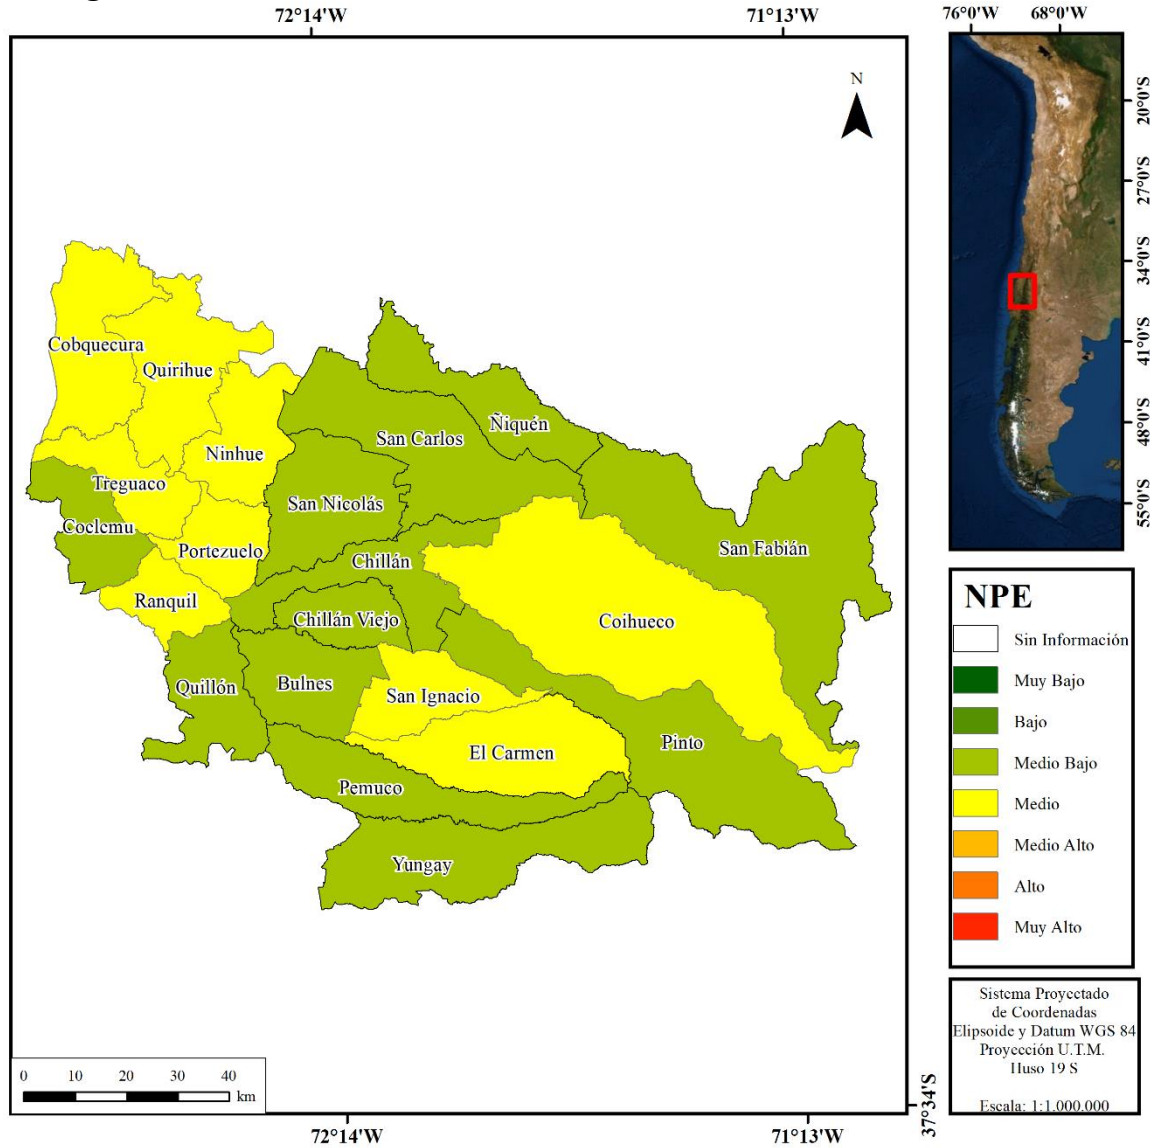 72°14'W
71°13'W
76°0'W
68°0'W
N
20°0'S
27°0'S
34°0'S
41°0'S
48°0'S
55°0'S
Cobquecura
Quirihue
Ñiquén
San Carlos
Ninhue
Treguaco
San Nicolás
Coelemu
Portezuelo
Chillán
San Fabián
Ranquil
Chillán Viejo
Coihueco
Quillón
Bulnes
San Ignacio
El Carmen
Pinto
Pemuco
Yungay
NPE
Sin Información
Muy Bajo
Bajo
Medio Bajo
Medio
Medio Alto
Alto
Muy Alto
Sistema Proyectado
de Coordenadas
Elipsoide y Datum WGS 84
Proyección U.T.M.
Huso 19 S
Escala: 1:1.000.000
0 10 20 30 40
km
37°34'S
72°14'W
71°13'W